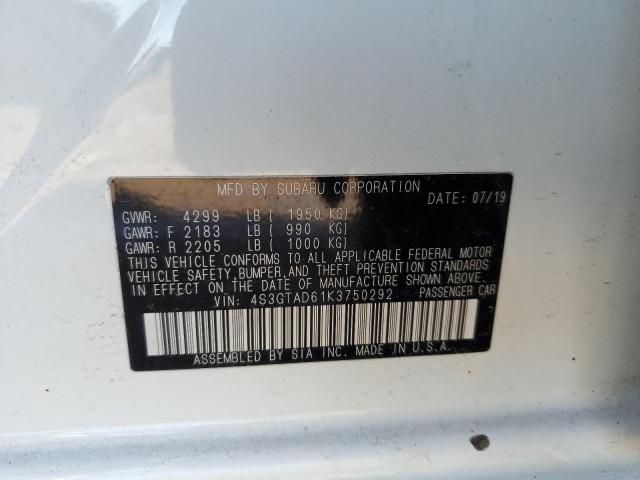 MFD BY SUBARU CORPORATION
DATE: 07/19
GVWR: 4299 LB ( 1950 KG)
GAWR: F 2183 LB ( 990 KG)
GAWR: R 2205 LB ( 1000 KG)
THIS VEHICLE CONFORMS TO ALL APPLICABLE FEDERAL MOTOR
VEHICLE SAFETY, BUMPER, AND THEFT PREVENTION STANDARDS
IN EFFECT ON THE DATE OF MANUFACTURE SHOWN ABOVE.
VIN: 4S3GTAD61K3750292 PASSENGER CAR
ASSEMBLED BY SIA INC. MADE IN U.S.A.